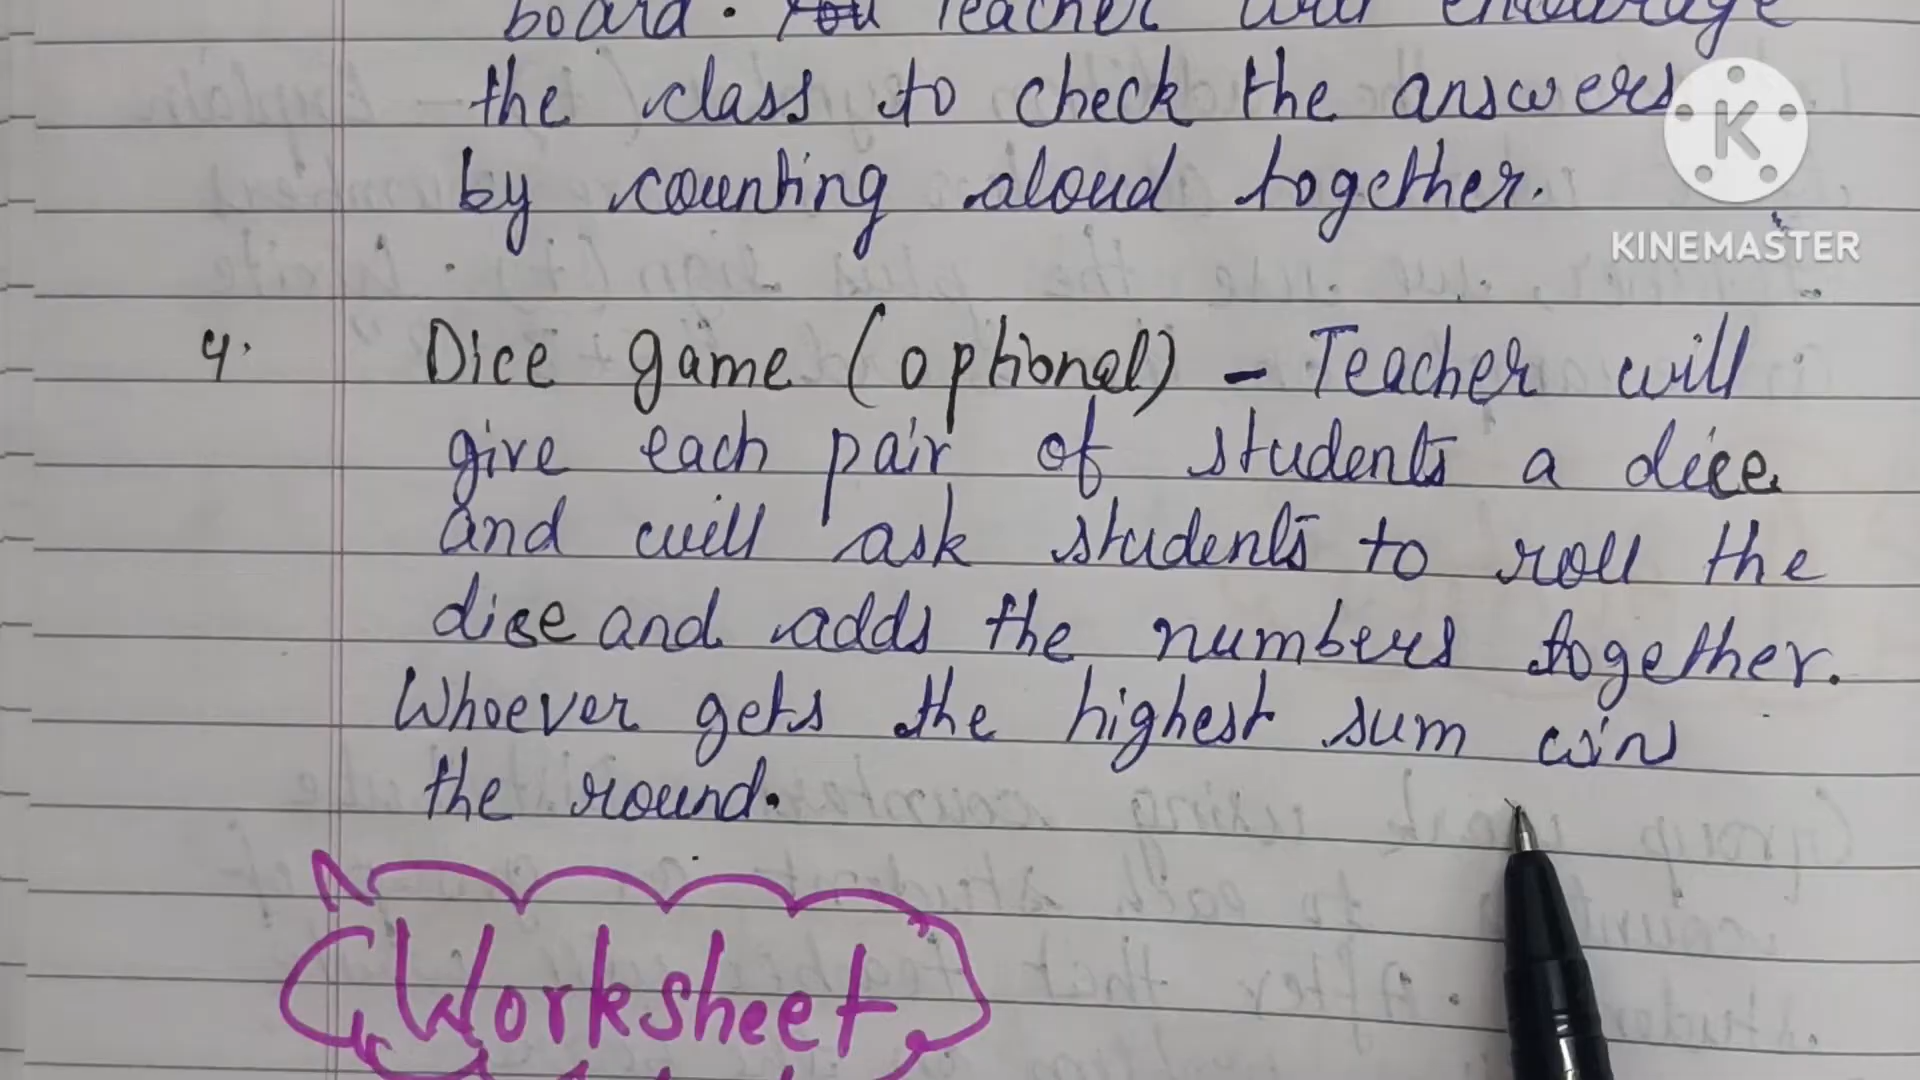 board. Teacher will encourage
the class to check the answers
by counting aloud together.
K
KINEMASTER
4. Dice game (optional) - Teacher will
give each pair of students a dice
and will ask students to roll the
dice and adds the numbers together.
Whoever gets the highest sum wins
the round.
Worksheet